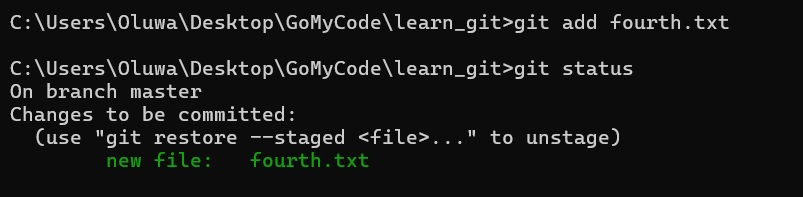 C:\Users\Oluwa\Desktop\GoMyCode\learn_git>git add fourth.txt
C:\Users\Oluwa\Desktop\GoMyCode\learn_git>git status
On branch master
Changes to be committed:
  (use "git restore --staged <file>..." to unstage)
        new file:   fourth.txt